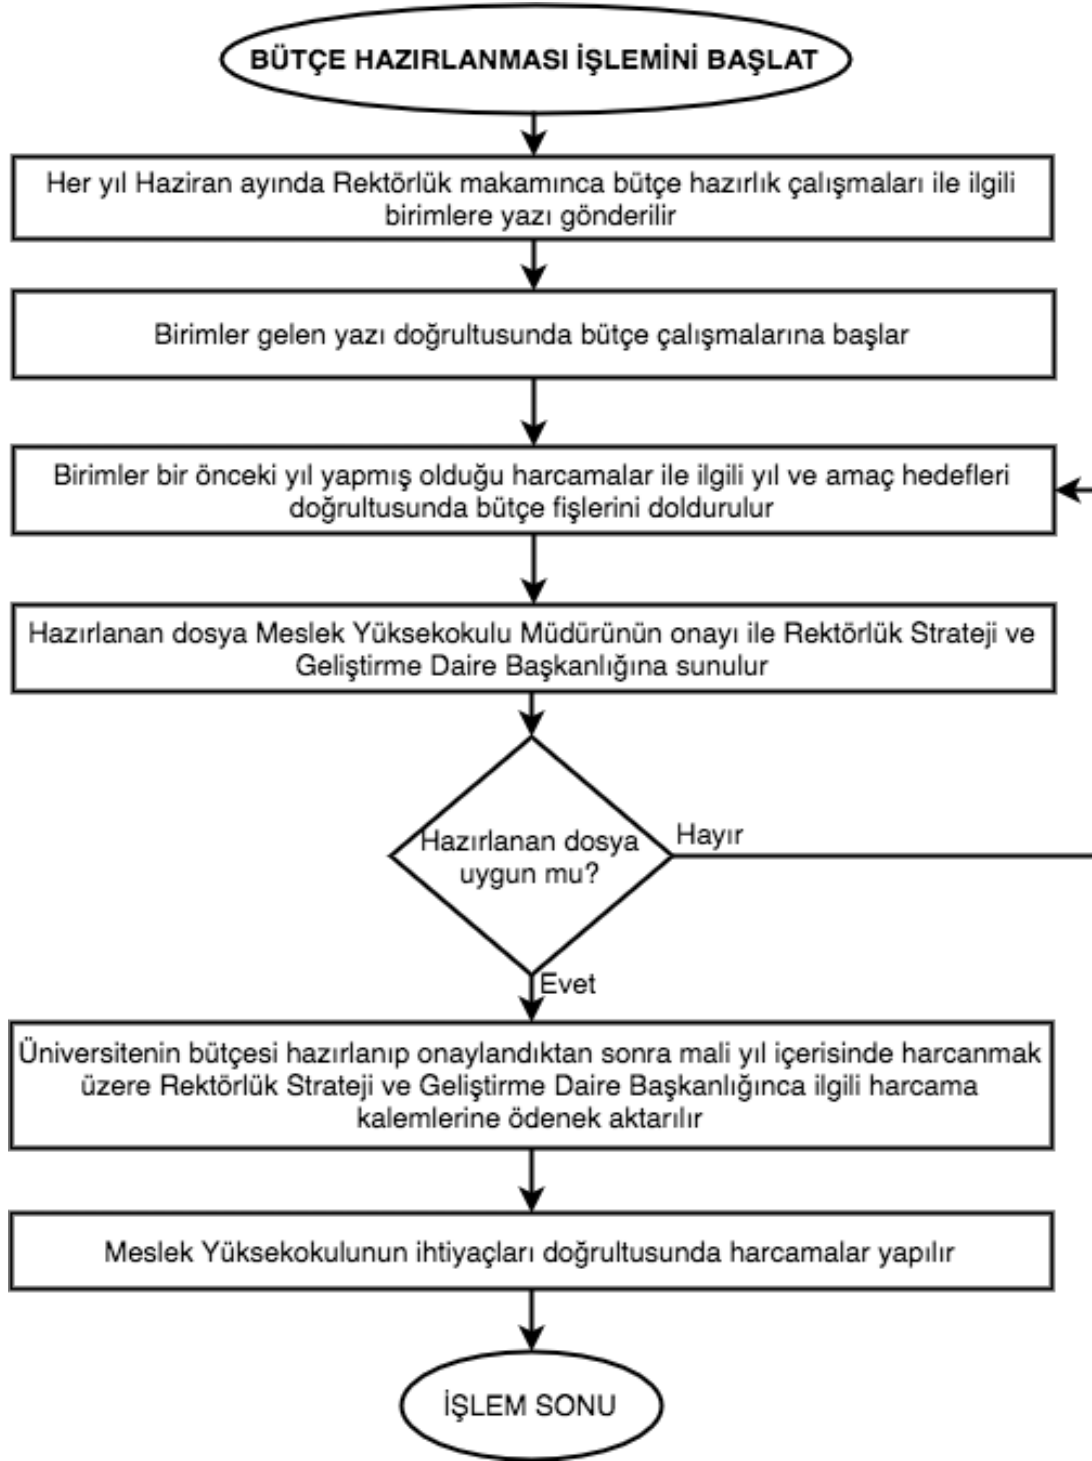 BÜTÇE HAZIRLANMASI İŞLEMİNİ BAŞLAT
Her yıl Haziran ayında Rektörlük makamınca bütçe hazırlık çalışmaları ile ilgili
birimlere yazı gönderilir
Birimler gelen yazı doğrultusunda bütçe çalışmalarına başlar
Birimler bir önceki yıl yapmış olduğu harcamalar ile ilgili yıl ve amaç hedefleri
doğrultusunda bütçe fişlerini doldurulur
Hazırlanan dosya Meslek Yüksekokulu Müdürünün onayı ile Rektörlük Strateji ve
Geliştirme Daire Başkanlığına sunulur
Hazırlanan dosya
uygun mu?
Hayır
Evet
Üniversitenin bütçesi hazırlanıp onaylandıktan sonra mali yıl içerisinde harcanmak
üzere Rektörlük Strateji ve Geliştirme Daire Başkanlığınca ilgili harcama
kalemlerine ödenek aktarılır
Meslek Yüksekokulunun ihtiyaçları doğrultusunda harcamalar yapılır
İŞLEM SONU